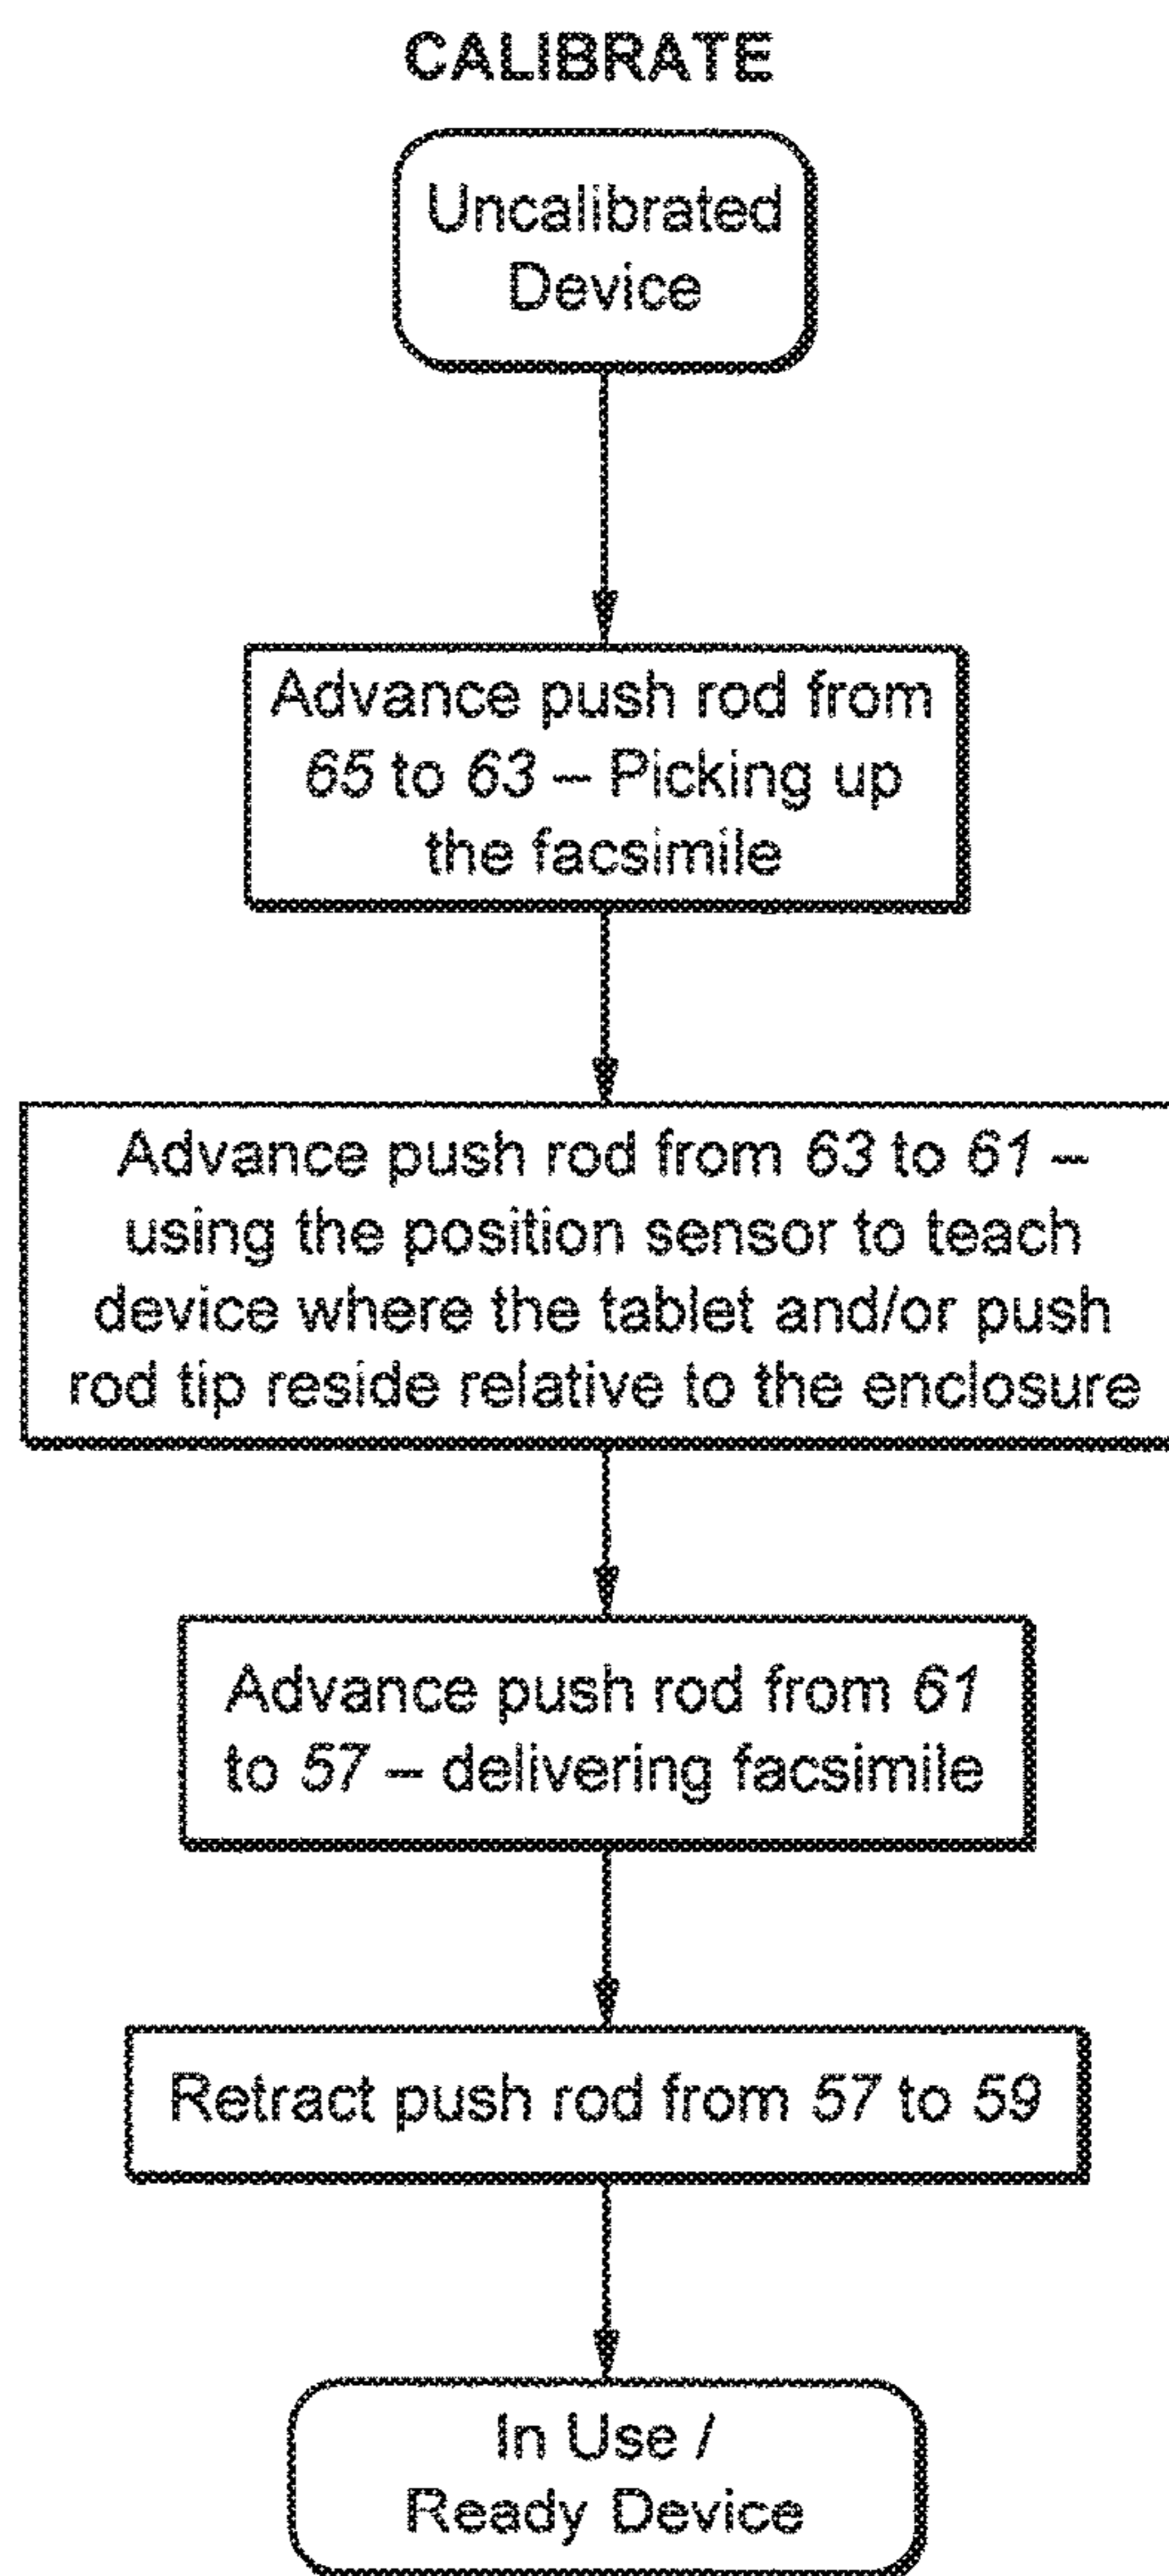 CALIBRATE
Uncalibrated
Device
Advance push rod from
65 to 63 – Picking up
the facsimile
Advance push rod from 63 to 61 –
using the position sensor to teach
device where the tablet and/or push
rod tip reside relative to the enclosure
Advance push rod from 61
to 57 – delivering facsimile
Retract push rod from 57 to 59
In Use /
Ready Device